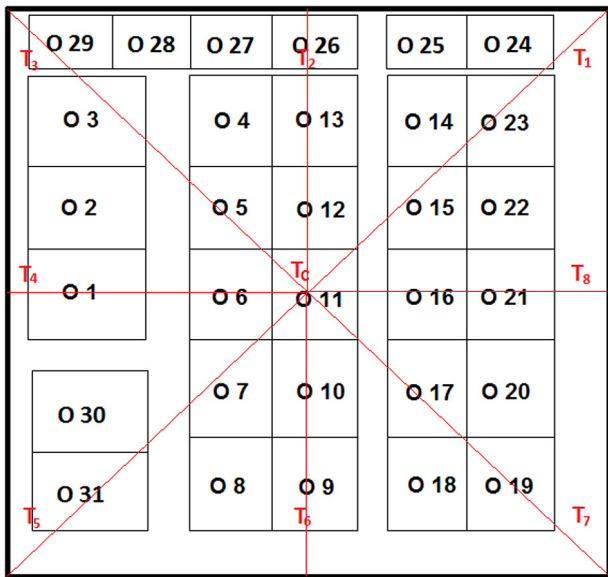 O 29 O 28 O 27 O 26 O 25 O 24
T3 T2 T1
O 3 O 4 O 13 O 14 O 23
O 2 O 5 O 12 O 15 O 22
TC
T4 T8
O 1 O 6 O 11 O 16 O 21
O 7 O 10 O 17 O 20
O 30
O 31 O 8 O 9 O 18 O 19
T5 T6 T7